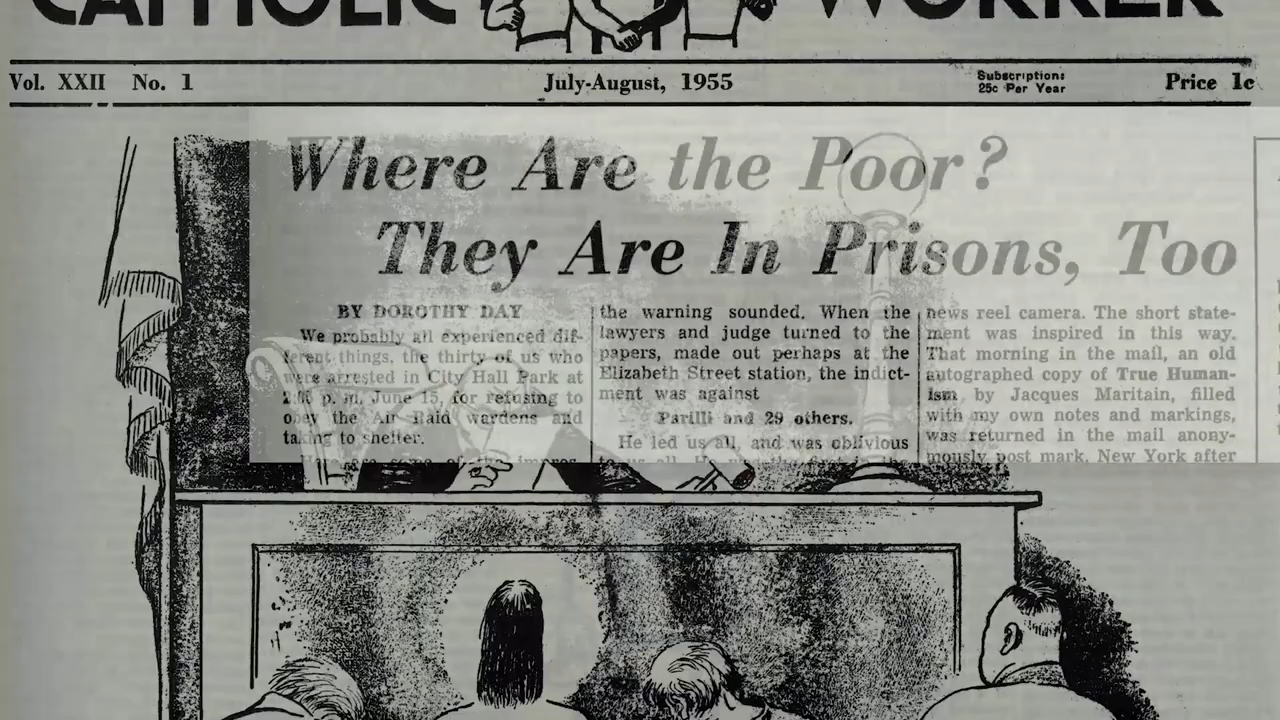 CATHOLIC WORKER
Vol. XXII No. 1 July-August, 1955 Subscription: 25c Per Year Price 1c
Where Are the Poor?
They Are In Prisons, Too
BY DOROTHY DAY
We probably all experienced dif-
ferent things, the thirty of us who
were arrested in City Hall Park at
p. m. June 15, for refusing to
obey the Air Raid wardens and
taking to shelter.
some of the impres-
the warning sounded. When the
lawyers and judge turned to the
papers, made out perhaps at the
Elizabeth Street station, the indict-
ment was against
Parilli and 29 others.
He led us all, and was oblivious
news reel camera. The short state-
ment was inspired in this way.
That morning in the mail, an old
autographed copy of True Human-
ism, by Jacques Maritain, filled
with my own notes and markings,
was returned in the mail anony-
mously, post mark, New York after